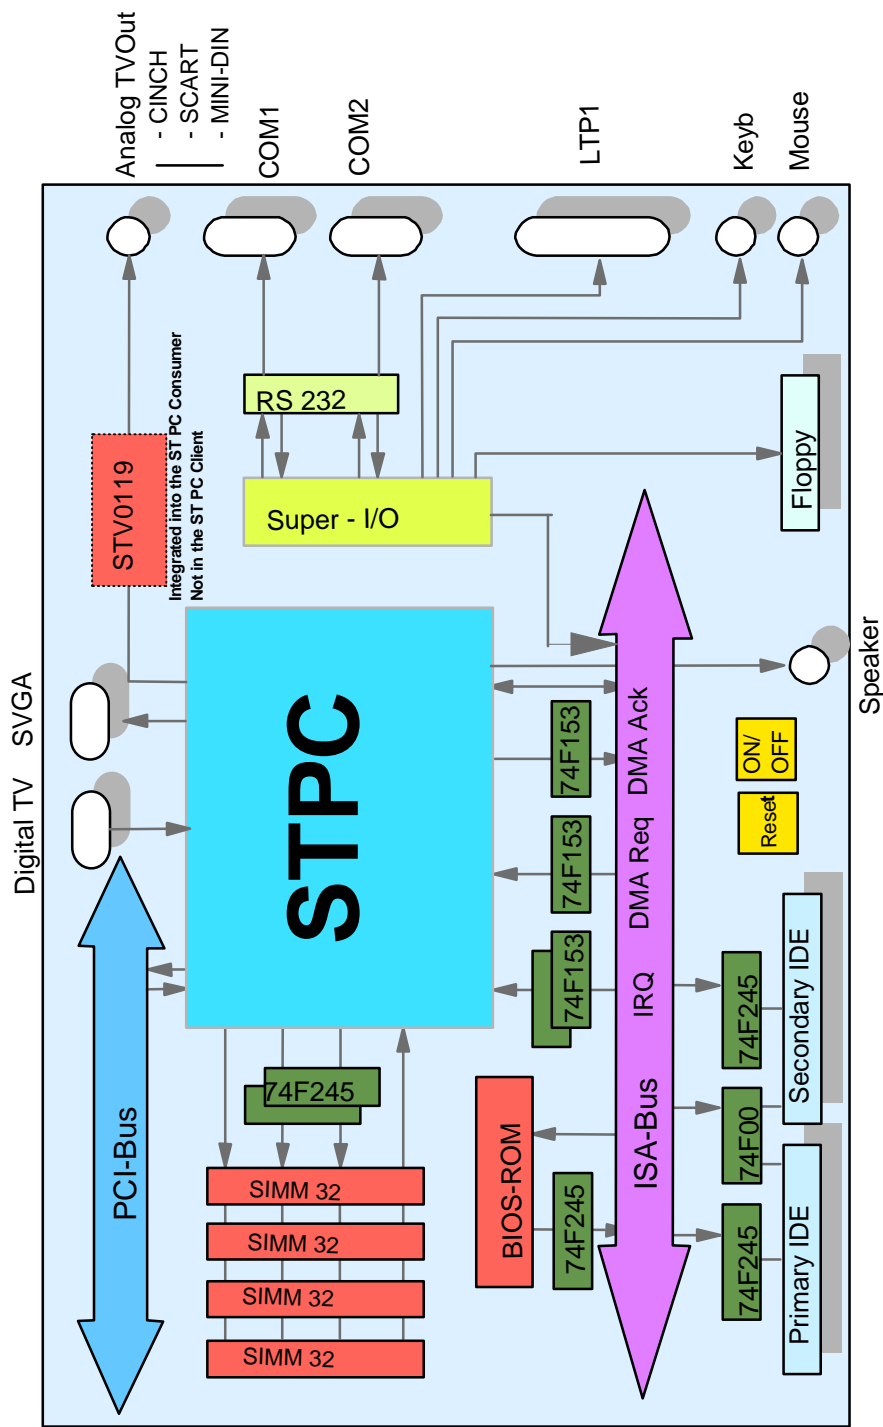 Analog TVOut
- CINCH
- SCART
- MINI-DIN
COM1
COM2
LTP1
Keyb
Mouse
STV0119
Integrated into the ST PC Consumer
Not in the ST PC Client
RS 232
Super - I/O
Floppy
Digital TV
SVGA
STPC
Speaker
ON/
OFF
Reset
74F153
74F153
74F153
DMA Ack
DMA Req
IRQ
ISA-Bus
PCI-Bus
74F245
SIMM 32
SIMM 32
SIMM 32
SIMM 32
BIOS-ROM
74F245
74F245
74F00
74F245
Secondary IDE
Primary IDE